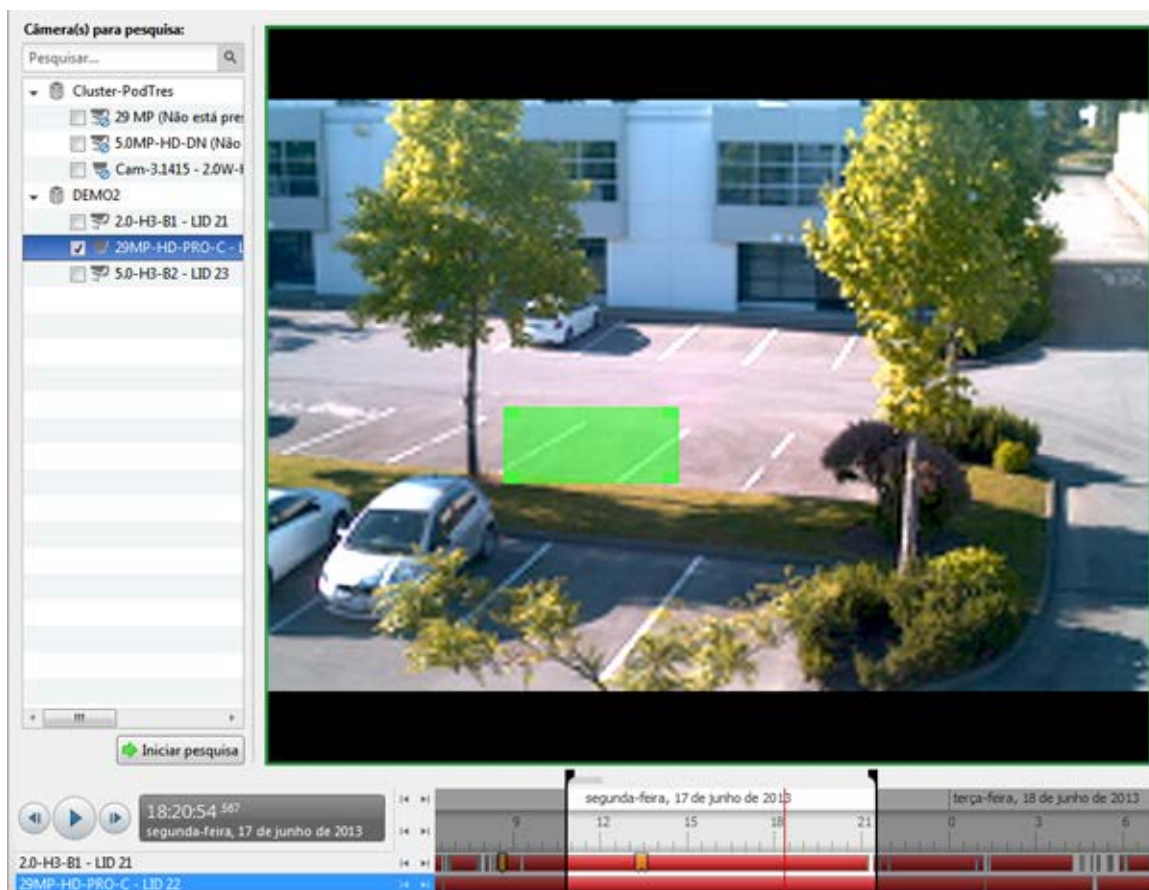 Câmera(s) para pesquisa:
Pesquisar...
Cluster-PodTres
29 MP (Não está pre
5.0MP-HD-DN (Não
Cam-3.1415 - 2.0W-H
DEMO2
2.0-H3-B1 - LID 21
29MP-HD-PRO-C - L
5.0-H3-B2 - LID 23
Iniciar pesquisa
18:20:54.567
segunda-feira, 17 de junho de 2013
segunda-feira, 17 de junho de 2013
terça-feira, 18 de junho de 2013
9 12 15 18 21 0 3 6
2.0-H3-B1 - LID 21
29MP-HD-PRO-C - LID 22